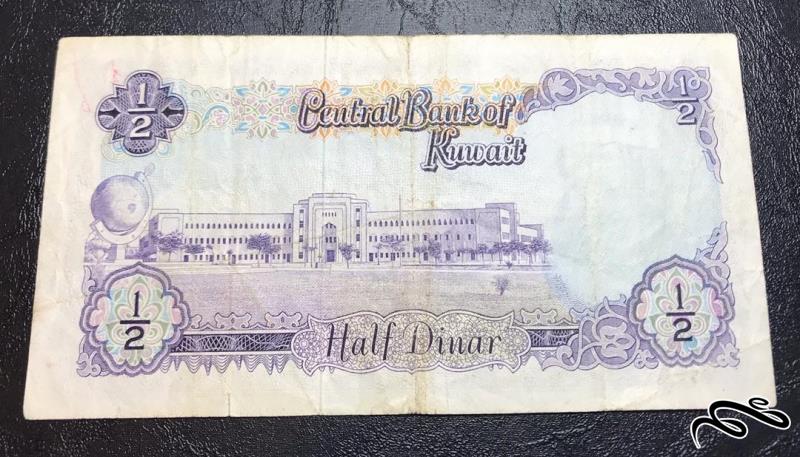 1/2
Central Bank of
Kuwait
1/2
1/2
Half Dinar
1/2